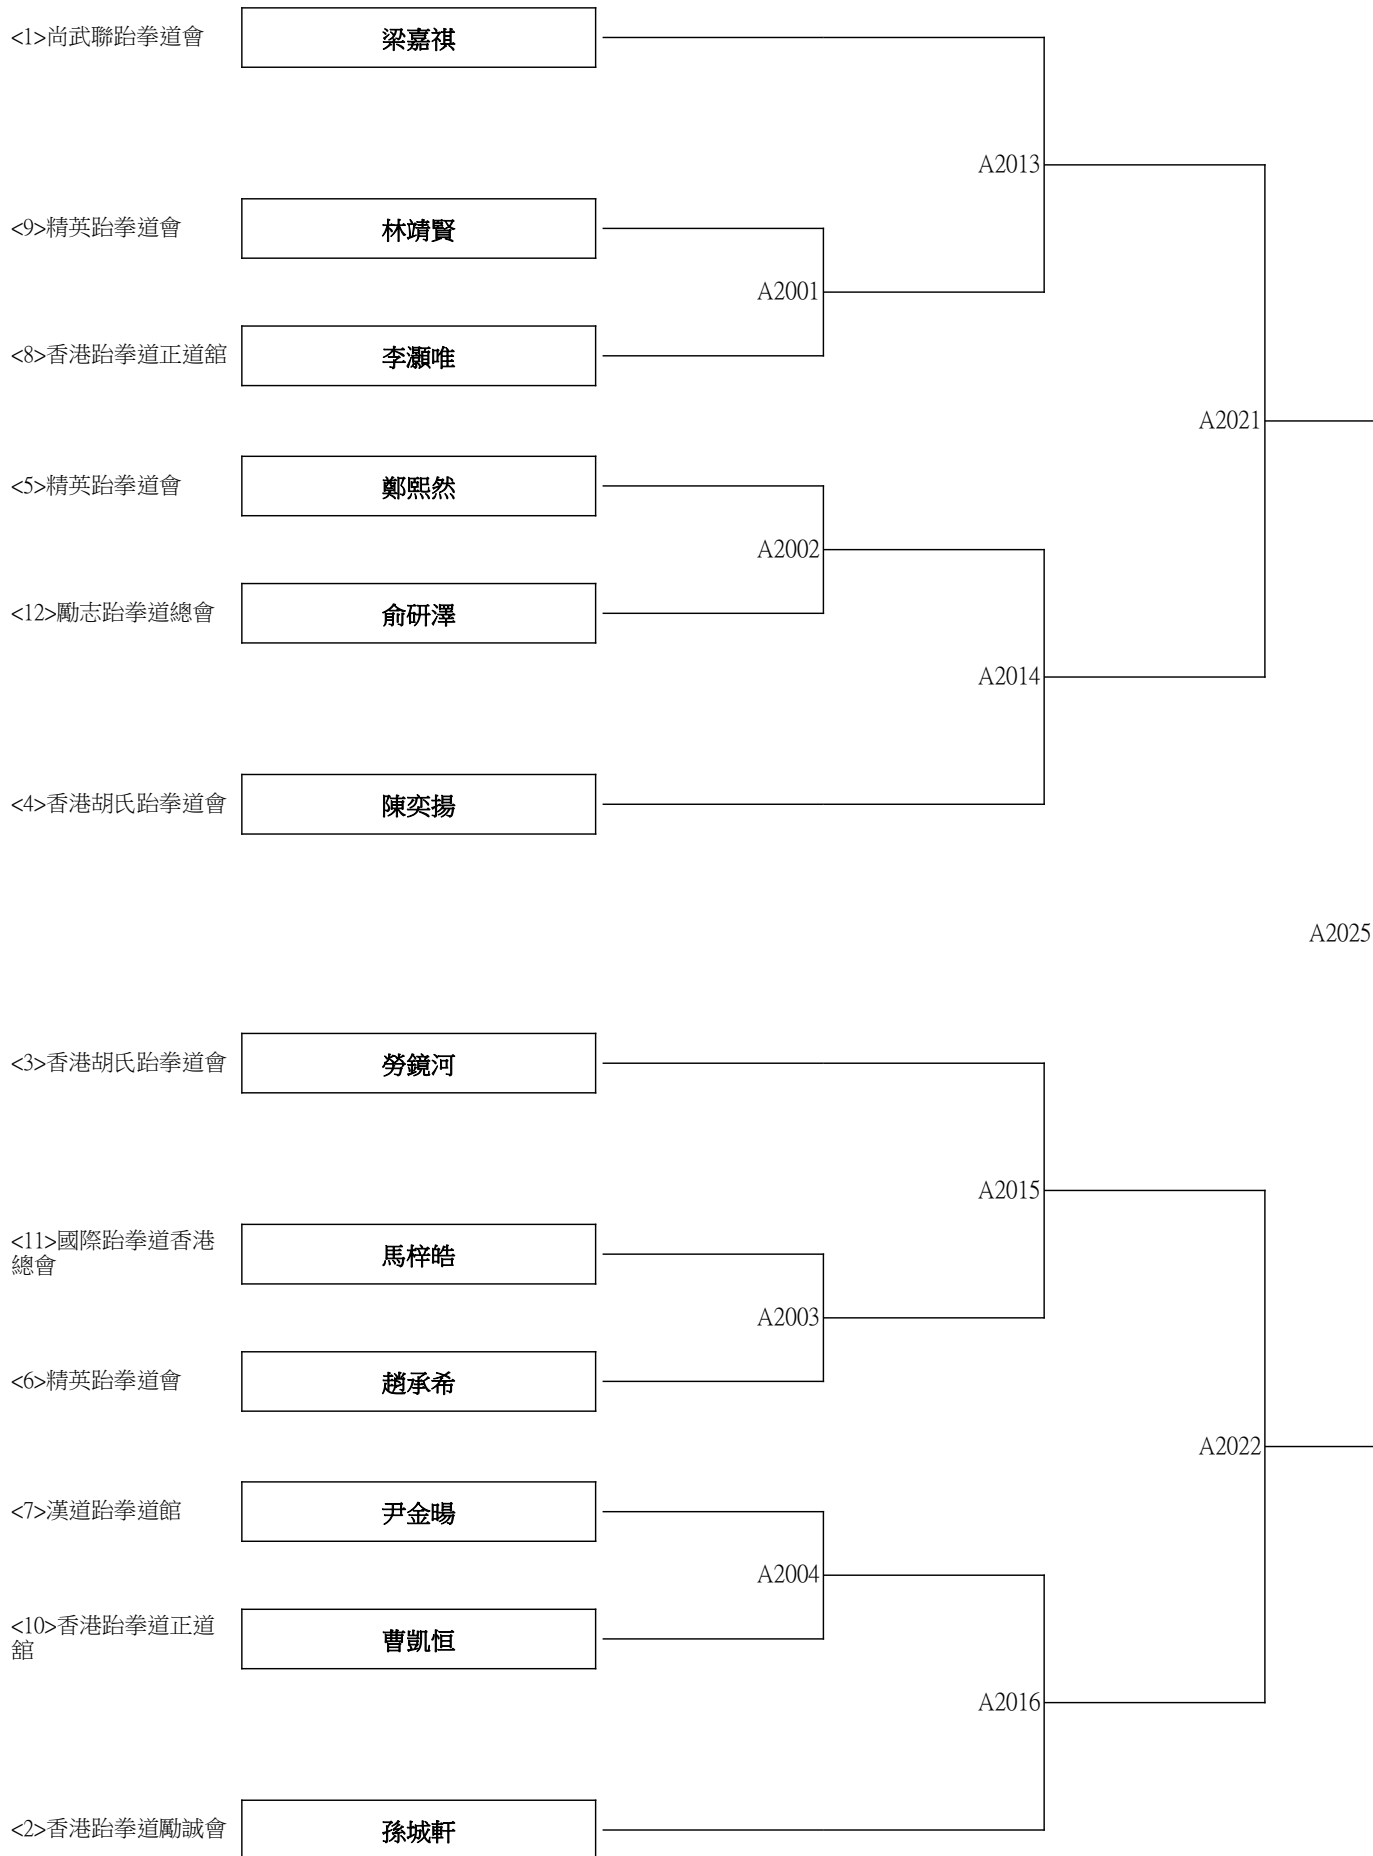 <1>尚武聯跆拳道會
梁嘉祺
A2013
<9>精英跆拳道會
林靖賢
A2001
<8>香港跆拳道正道舘
李灝唯
A2021
<5>精英跆拳道會
鄭熙然
A2002
<12>勵志跆拳道總會
俞研澤
A2014
<4>香港胡氏跆拳道會
陳奕揚
A2025
<3>香港胡氏跆拳道會
勞鏡河
A2015
<11>國際跆拳道香港
總會
馬梓皓
A2003
<6>精英跆拳道會
趙承希
A2022
<7>漢道跆拳道館
尹金暘
A2004
<10>香港跆拳道正道
舘
曹凱恒
A2016
<2>香港跆拳道勵誠會
孫城軒